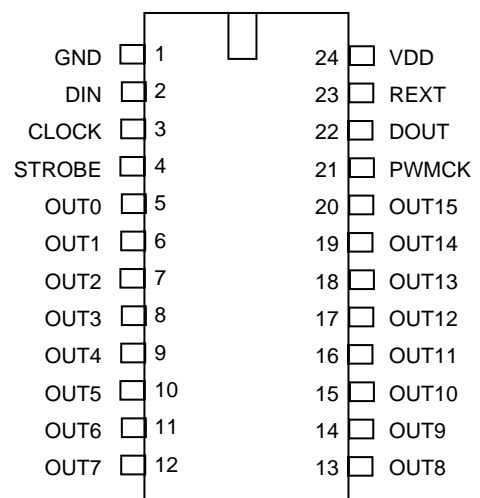 GND 1 24 VDD
DIN 2 23 REXT
CLOCK 3 22 DOUT
STROBE 4 21 PWMCK
OUT0 5 20 OUT15
OUT1 6 19 OUT14
OUT2 7 18 OUT13
OUT3 8 17 OUT12
OUT4 9 16 OUT11
OUT5 10 15 OUT10
OUT6 11 14 OUT9
OUT7 12 13 OUT8